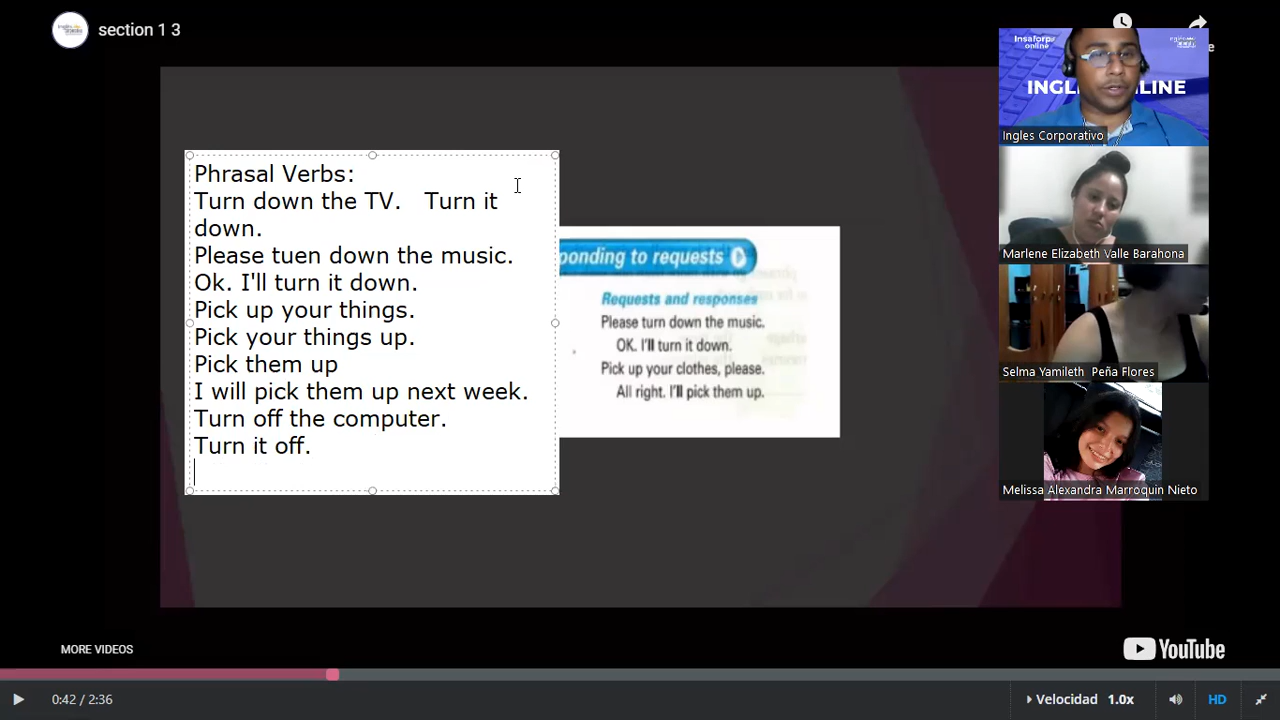 section 1 3
Insaforp
online
INGL
LINE
Ingles Corporativo
Phrasal Verbs:
Turn down the TV.   Turn it
down.
Please tuen down the music.
Ok. I'll turn it down.
Pick up your things.
Pick your things up.
Pick them up
I will pick them up next week.
Turn off the computer.
Turn it off.
ponding to requests
Requests and responses
Please turn down the music.
OK. I'll turn it down.
Pick up your clothes, please.
All right. I'll pick them up.
Marlene Elizabeth Valle Barahona
Selma Yamileth Peña Flores
Melissa Alexandra Marroquin Nieto
MORE VIDEOS
YouTube
0:42 / 2:36
Velocidad 1.0x
HD